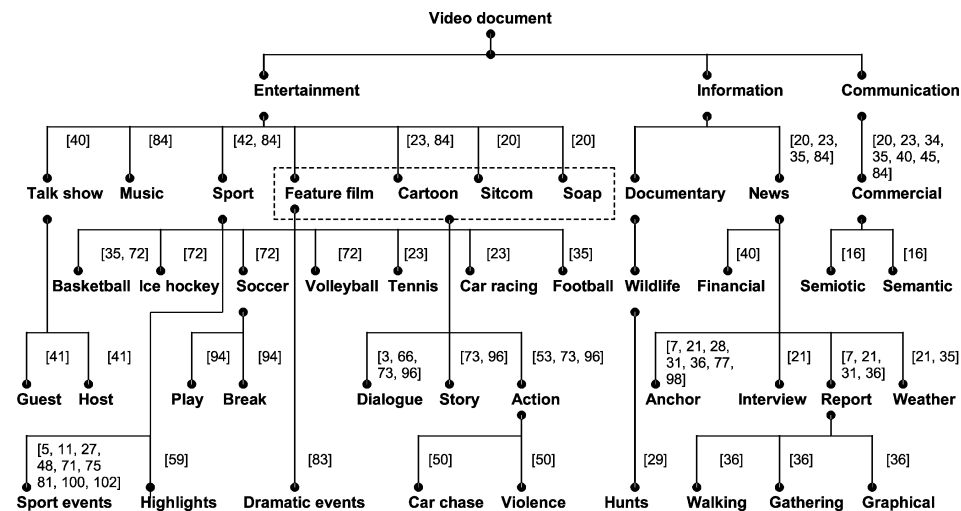 Video document
Entertainment Information Communication
[40] [84] [42, 84] [23, 84] [20] [20] [20, 23, [20, 23, 34,
35, 84] 35, 40, 45,
84]
Talk show Music Sport Feature film Cartoon Sitcom Soap Documentary News Commercial
[35, 72] [72] [72] [72] [23] [23] [35] [40] [16] [16]
Basketball Ice hockey Soccer Volleyball Tennis Car racing Football Wildlife Financial Semiotic Semantic
[41] [41] [94] [94] [3, 66, [73, 96] [53, 73, 96] [7, 21, 28, [21] [7, 21, [21, 35]
73, 96] 31, 36, 77, 31, 36]
98]
Guest Host Play Break Dialogue Story Action Anchor Interview Report Weather
[5, 11, 27, [59] [83] [50] [50] [29] [36] [36] [36]
48, 71, 75
81, 100, 102]
Sport events Highlights Dramatic events Car chase Violence Hunts Walking Gathering Graphical